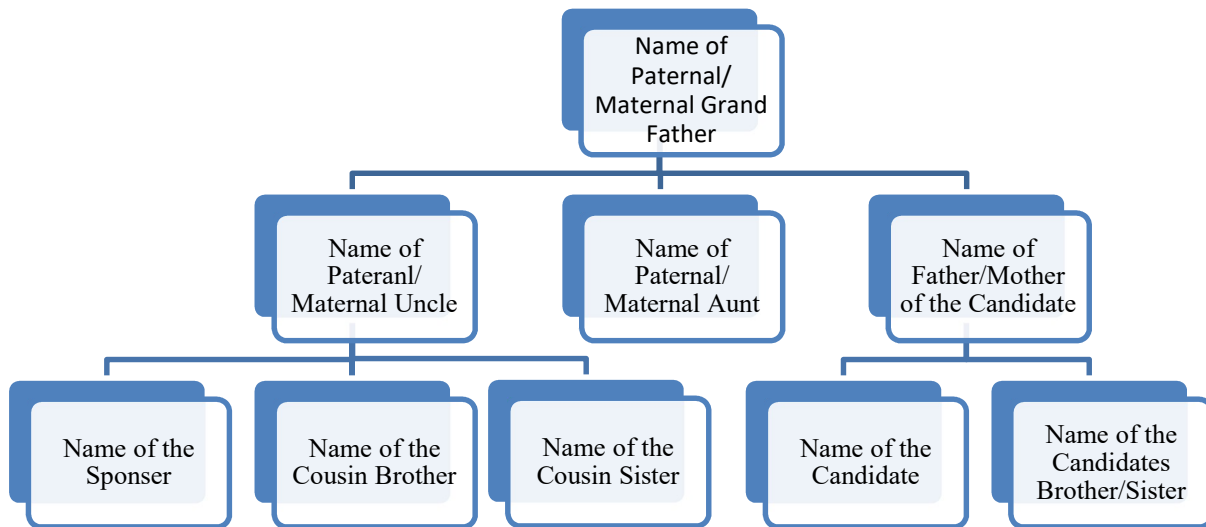 Name of
Paternal/
Maternal Grand
Father
Name of
Pateranl/
Maternal Uncle
Name of
Paternal/
Maternal Aunt
Name of
Father/Mother
of the Candidate
Name of the
Sponser
Name of the
Cousin Brother
Name of the
Cousin Sister
Name of the
Candidate
Name of the
Candidates
Brother/Sister